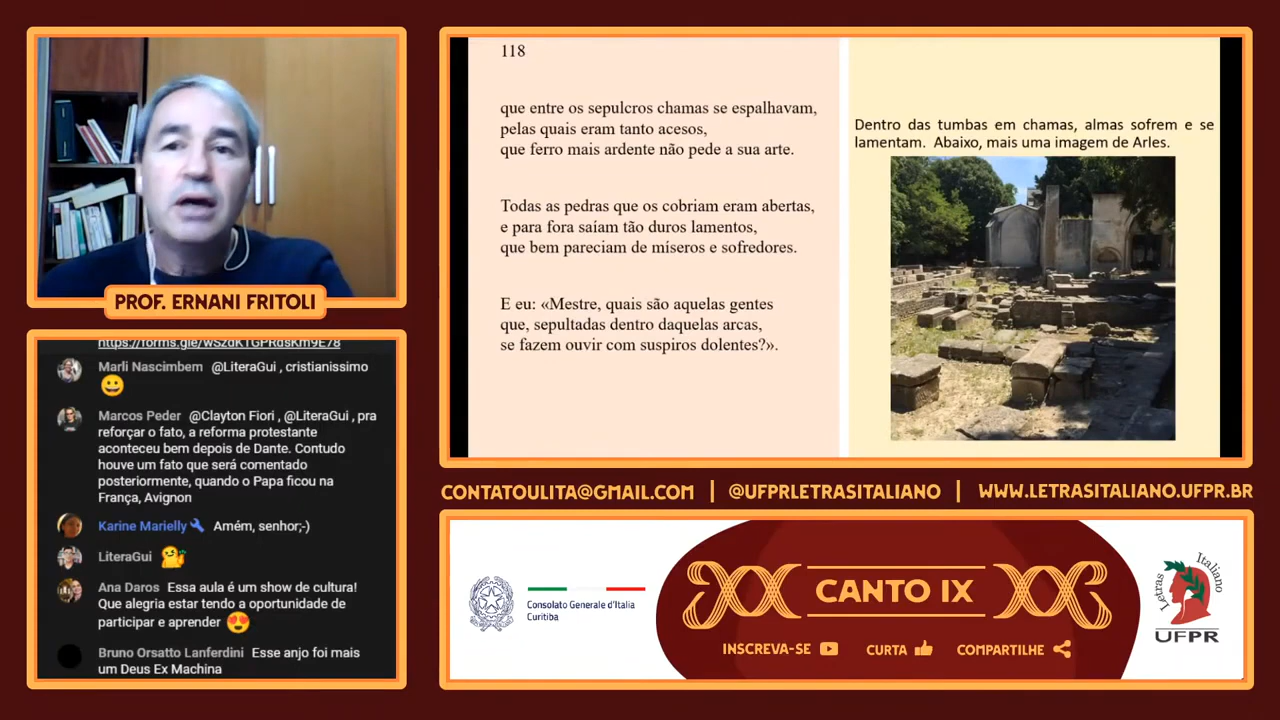 PROF. ERNANI FRITOLI
https://forms.gle/wSzdKTGPRdsKm9E78
Marli Nascimbem @LiteraGui , cristianissimo
Marcos Peder @Clayton Fiori , @LiteraGui , pra
reforçar o fato, a reforma protestante
aconteceu bem depois de Dante. Contudo
houve um fato que será comentado
posteriormente, quando o Papa ficou na
França, Avignon
Karine Marielly Amém, senhor;-)
LiteraGui
Ana Daros Essa aula é um show de cultura!
Que alegria estar tendo a oportunidade de
participar e aprender
Bruno Orsatto Lanferdini Esse anjo foi mais
um Deus Ex Machina
118
que entre os sepulcros chamas se espalhavam,
pelas quais eram tanto acesos,
que ferro mais ardente não pede a sua arte.
Todas as pedras que os cobriam eram abertas,
e para fora saíam tão duros lamentos,
que bem pareciam de míseros e sofredores.
E eu: «Mestre, quais são aquelas gentes
que, sepultadas dentro daquelas arcas,
se fazem ouvir com suspiros dolentes?».
Dentro das tumbas em chamas, almas sofrem e se
lamentam. Abaixo, mais uma imagem de Arles.
CONTATOULITA@GMAIL.COM | @UFPRLETRASITALIANO | WWW.LETRASITALIANO.UFPR.BR
Consolato Generale d'Italia
Curitiba
CANTO IX
INSCREVA-SE CURTA COMPARTILHE
Letras Italiano
UFPR